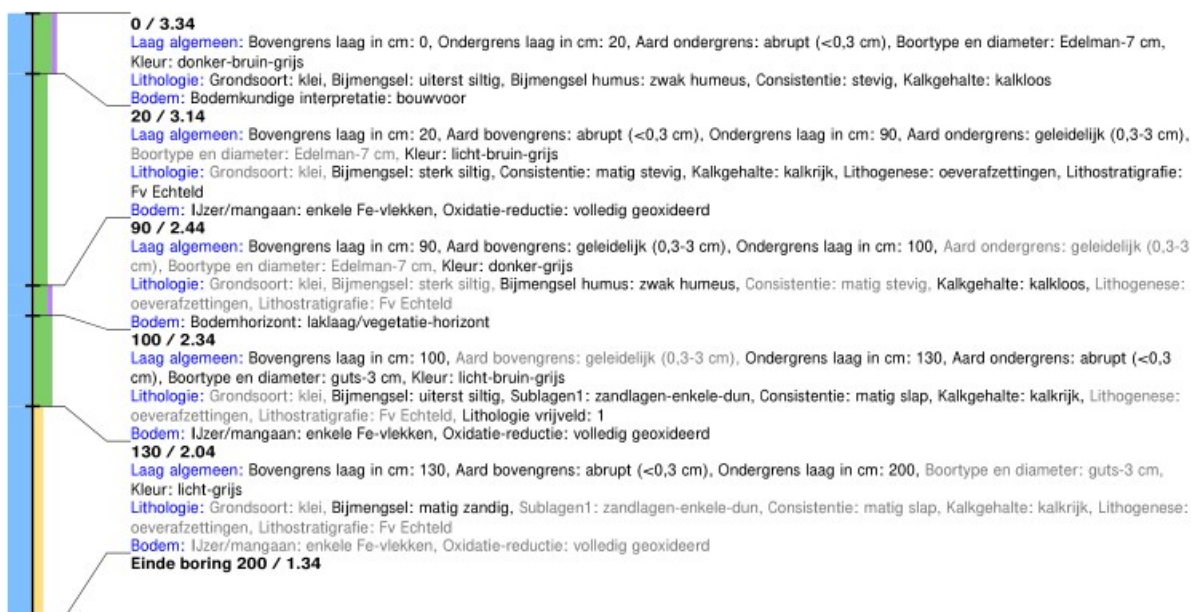 0 / 3.34
Laag algemeen: Bovengrens laag in cm: 0, Ondergrens laag in cm: 20, Aard ondergrens: abrupt (<0,3 cm), Boortype en diameter: Edelman-7 cm,
Kleur: donker-bruin-grijs
Lithologie: Grondsoort: klei, Bijmengsel: uiterst siltig, Bijmengsel humus: zwak humeus, Consistentie: stevig, Kalkgehalte: kalkloos
Bodem: Bodemkundige interpretatie: bouwvoor
20 / 3.14
Laag algemeen: Bovengrens laag in cm: 20, Aard bovengrens: abrupt (<0,3 cm), Ondergrens laag in cm: 90, Aard ondergrens: geleidelijk (0,3-3 cm),
Boortype en diameter: Edelman-7 cm, Kleur: licht-bruin-grijs
Lithologie: Grondsoort: klei, Bijmengsel: sterk siltig, Consistentie: matig stevig, Kalkgehalte: kalkrijk, Lithogenese: oeverafzettingen, Lithostratigrafie:
Fv Echteld
Bodem: IJzer/mangaan: enkele Fe-vlekken, Oxidatie-reductie: volledig geoxideerd
90 / 2.44
Laag algemeen: Bovengrens laag in cm: 90, Aard bovengrens: geleidelijk (0,3-3 cm), Ondergrens laag in cm: 100, Aard ondergrens: geleidelijk (0,3-3
cm), Boortype en diameter: Edelman-7 cm, Kleur: donker-grijs
Lithologie: Grondsoort: klei, Bijmengsel: sterk siltig, Bijmengsel humus: zwak humeus, Consistentie: matig stevig, Kalkgehalte: kalkloos, Lithogenese:
oeverafzettingen, Lithostratigrafie: Fv Echteld
Bodem: Bodemhorizont: laklaag/vegetatie-horizont
100 / 2.34
Laag algemeen: Bovengrens laag in cm: 100, Aard bovengrens: geleidelijk (0,3-3 cm), Ondergrens laag in cm: 130, Aard ondergrens: abrupt (<0,3
cm), Boortype en diameter: guts-3 cm, Kleur: licht-bruin-grijs
Lithologie: Grondsoort: klei, Bijmengsel: uiterst siltig, Sublagen1: zandlagen-enkele-dun, Consistentie: matig slap, Kalkgehalte: kalkrijk, Lithogenese:
oeverafzettingen, Lithostratigrafie: Fv Echteld, Lithologie vrijveld: 1
Bodem: IJzer/mangaan: enkele Fe-vlekken, Oxidatie-reductie: volledig geoxideerd
130 / 2.04
Laag algemeen: Bovengrens laag in cm: 130, Aard bovengrens: abrupt (<0,3 cm), Ondergrens laag in cm: 200, Boortype en diameter: guts-3 cm,
Kleur: licht-grijs
Lithologie: Grondsoort: klei, Bijmengsel: matig zandig, Sublagen1: zandlagen-enkele-dun, Consistentie: matig slap, Kalkgehalte: kalkrijk, Lithogenese:
oeverafzettingen, Lithostratigrafie: Fv Echteld
Bodem: IJzer/mangaan: enkele Fe-vlekken, Oxidatie-reductie: volledig geoxideerd
Einde boring 200 / 1.34